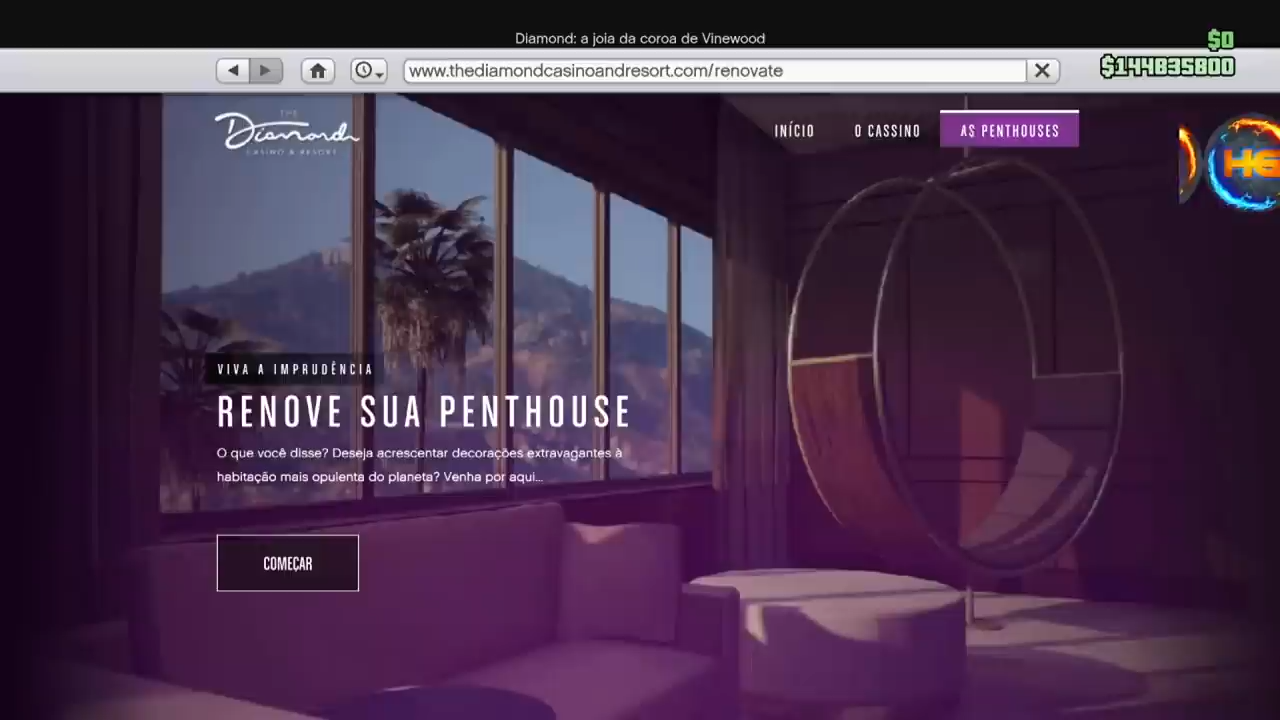 Diamond: a joia da coroa de Vinewood
$0
www.thediamondcasinoandresort.com/renovate
$144835800
THE
Diamond
CASINO & RESORT
INÍCIO
O CASSINO
AS PENTHOUSES
H6
VIVA A IMPRUDÊNCIA
RENOVE SUA PENTHOUSE
O que você disse? Deseja acrescentar decorações extravagantes à
habitação mais opulenta do planeta? Venha por aqui...
COMEÇAR